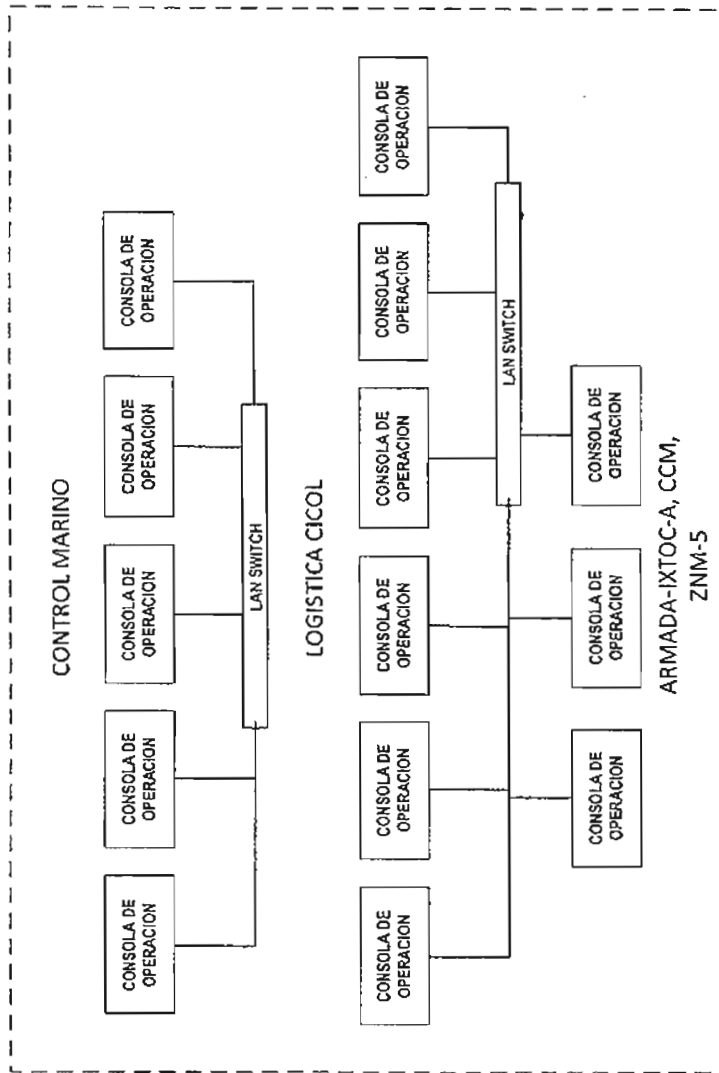 CONTROL MARINO
CONSOLA DE
OPERACION
CONSOLA DE
OPERACION
CONSOLA DE
OPERACION
CONSOLA DE
OPERACION
CONSOLA DE
OPERACION
LAN SWITCH
LOGISTICA CICOL
CONSOLA DE
OPERACION
CONSOLA DE
OPERACION
CONSOLA DE
OPERACION
CONSOLA DE
OPERACION
CONSOLA DE
OPERACION
CONSOLA DE
OPERACION
LAN SWITCH
CONSOLA DE
OPERACION
CONSOLA DE
OPERACION
CONSOLA DE
OPERACION
ARMADA-IXTOC-A, CCM,
ZNM-5